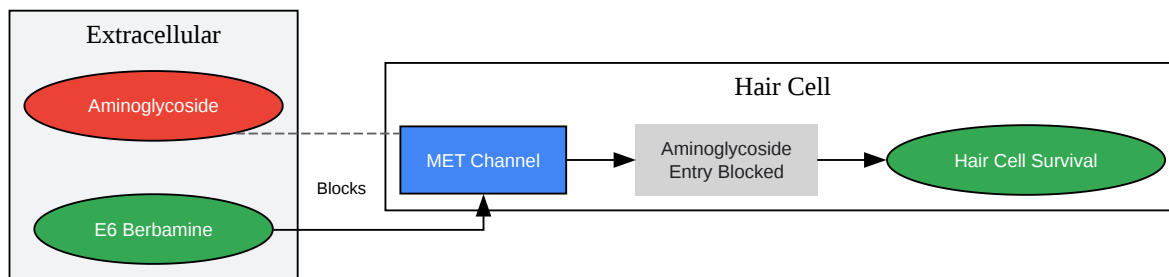 Extracellular
Aminoglycoside
E6 Berbamine
Blocks
Hair Cell
MET Channel
Aminoglycoside
Entry Blocked
Hair Cell Survival